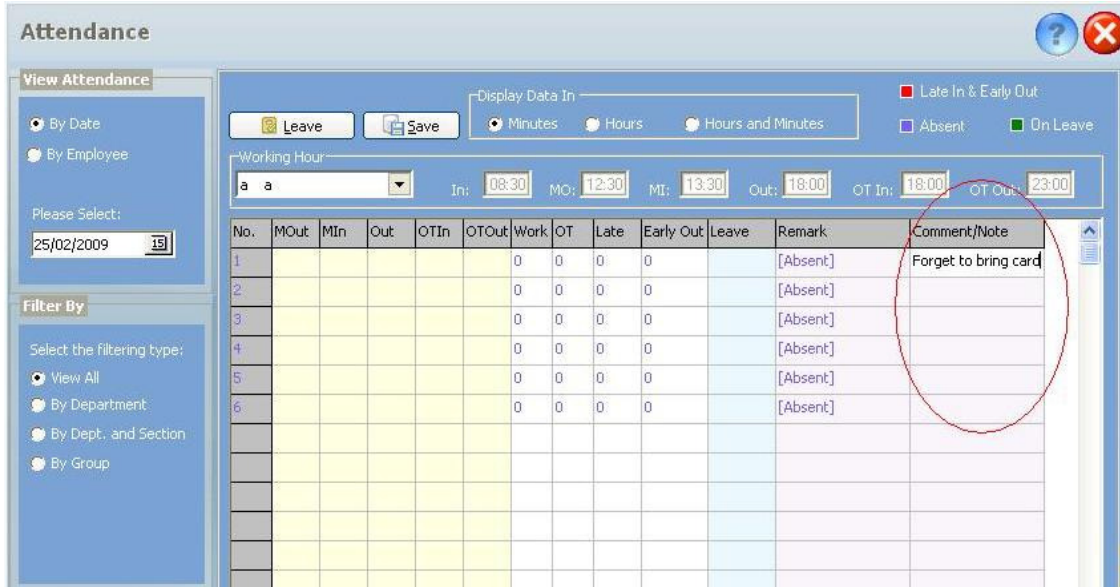 Attendance
View Attendance
By Date
By Employee
Please Select:
25/02/2009 15
Filter By
Select the filtering type:
View All
By Department
By Dept. and Section
By Group
Leave Save
Display Data In
Minutes Hours Hours and Minutes
Late In & Early Out
Absent On Leave
Working Hour
a a In: 08:30 MO: 12:30 MI: 13:30 Out: 18:00 OT In: 18:00 OT Out: 23:00
No. MOut MIn Out OTIn OTOut Work OT Late Early Out Leave Remark Comment/Note
1 0 0 0 0 [Absent] Forget to bring card
2 0 0 0 0 [Absent]
3 0 0 0 0 [Absent]
4 0 0 0 0 [Absent]
5 0 0 0 0 [Absent]
6 0 0 0 0 [Absent]